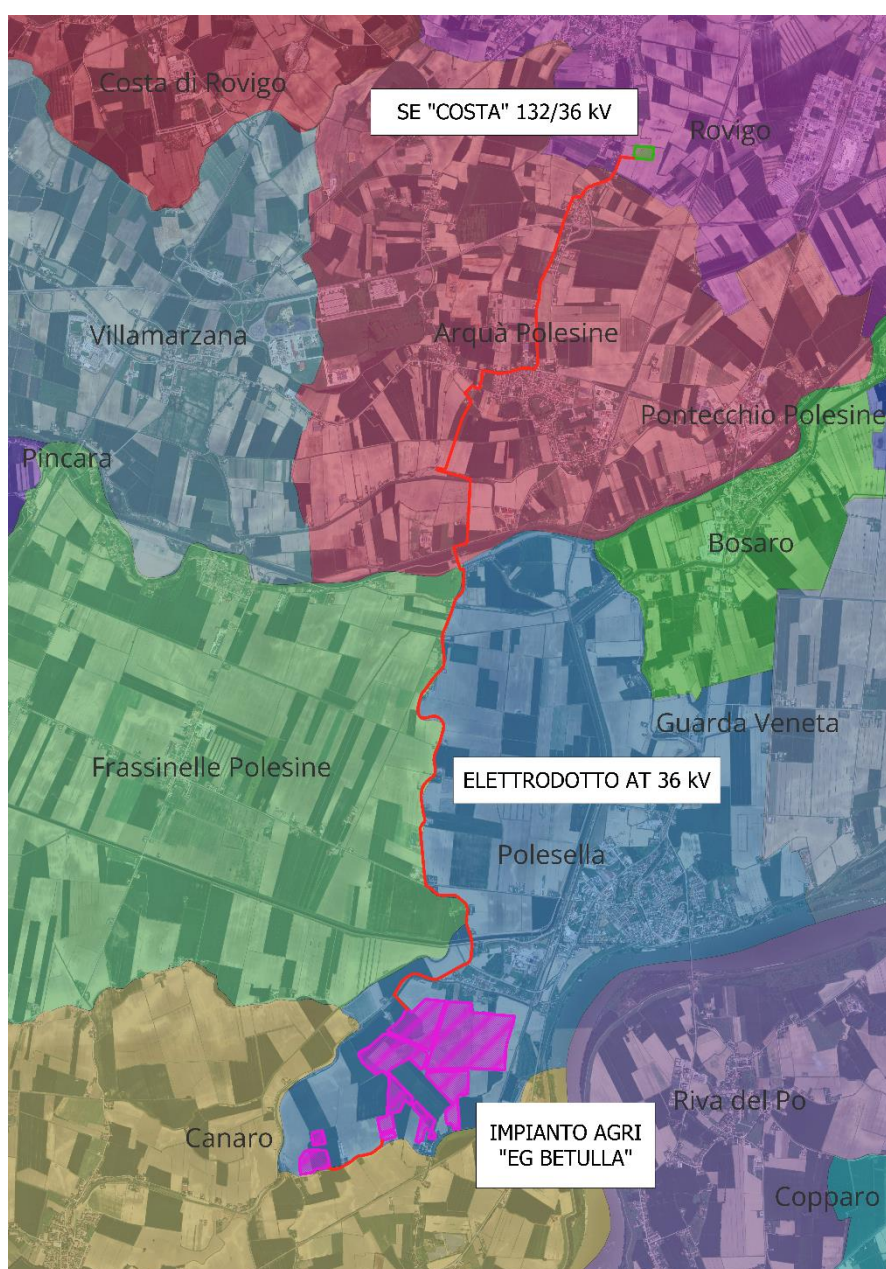 Costa di Rovigo
SE "COSTA" 132/36 kV
Rovigo
Villamarzana
Arquà Polesine
Pontecchio Polesine
Pincara
Bosaro
Guarda Veneta
Frassinelle Polesine
ELETTRODOTTO AT 36 kV
Polesella
Riva del Po
Canaro
IMPIANTO AGRI
"EG BETULLA"
Copparo